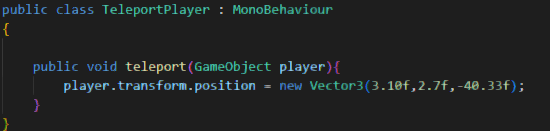 public class TeleportPlayer : MonoBehaviour
{
public void teleport(GameObject player){
player.transform.position = new Vector3(3.10f,2.7f,-40.33f);
}
}